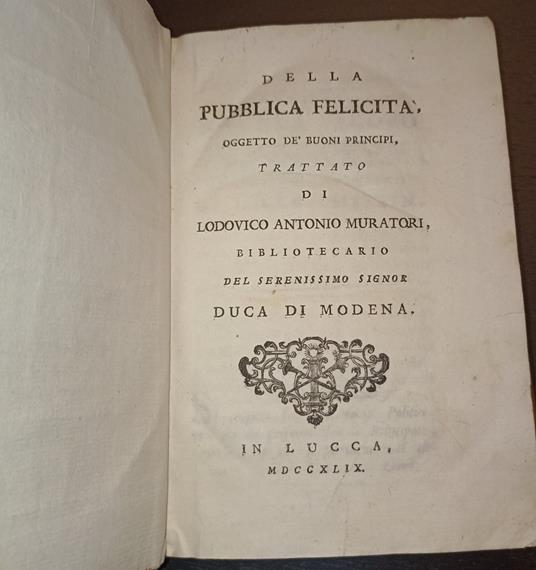 DELLA
PUBBLICA FELICITA',
OGGETTO DE' BUONI PRINCIPI,
TRATTATO
DI
LODOVICO ANTONIO MURATORI,
BIBLIOTECARIO
DEL SERENISSIMO SIGNOR
DUCA DI MODENA.
IN LUCCA,
MDCCXLIX.